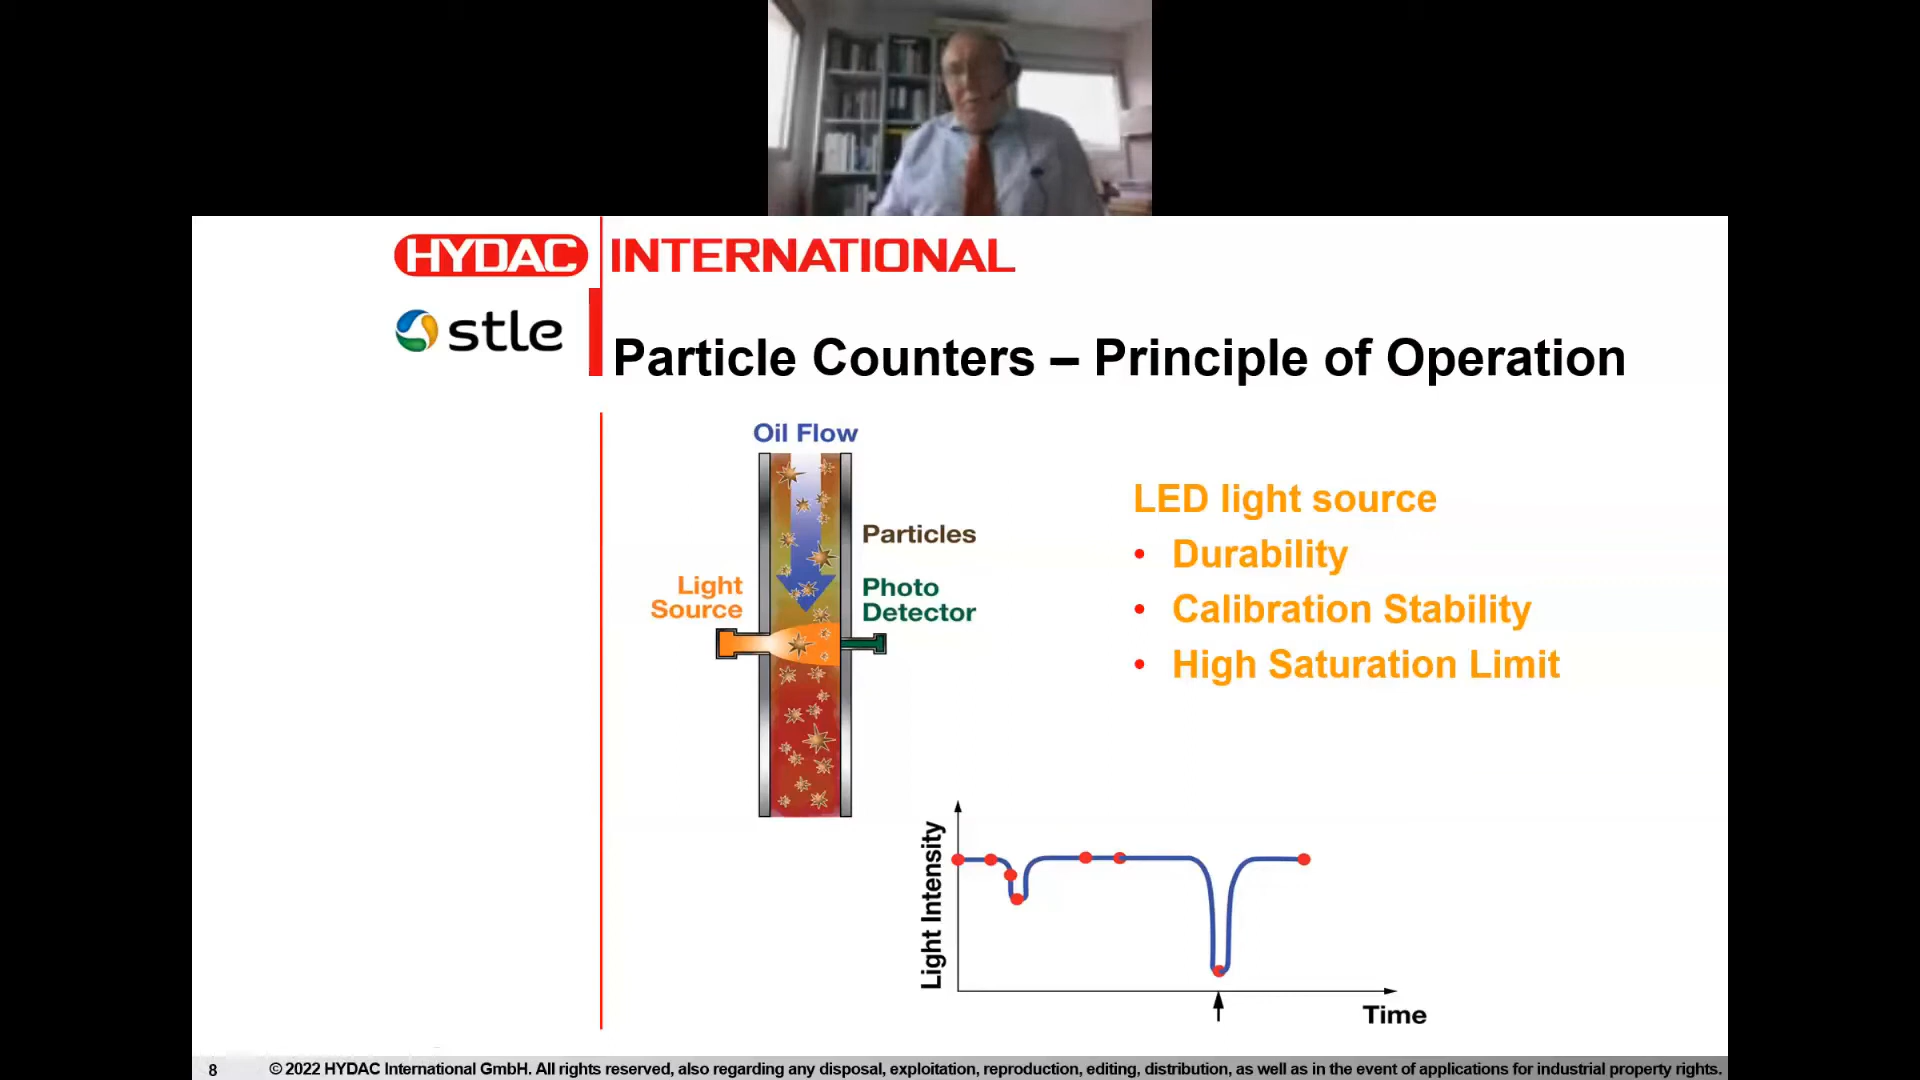 HYDAC INTERNATIONAL
stle
Particle Counters – Principle of Operation
Oil Flow
Particles
Light
Source
Photo
Detector
LED light source
• Durability
• Calibration Stability
• High Saturation Limit
Light Intensity
Time
8 © 2022 HYDAC International GmbH. All rights reserved, also regarding any disposal, exploitation, reproduction, editing, distribution, as well as in the event of applications for industrial property rights.